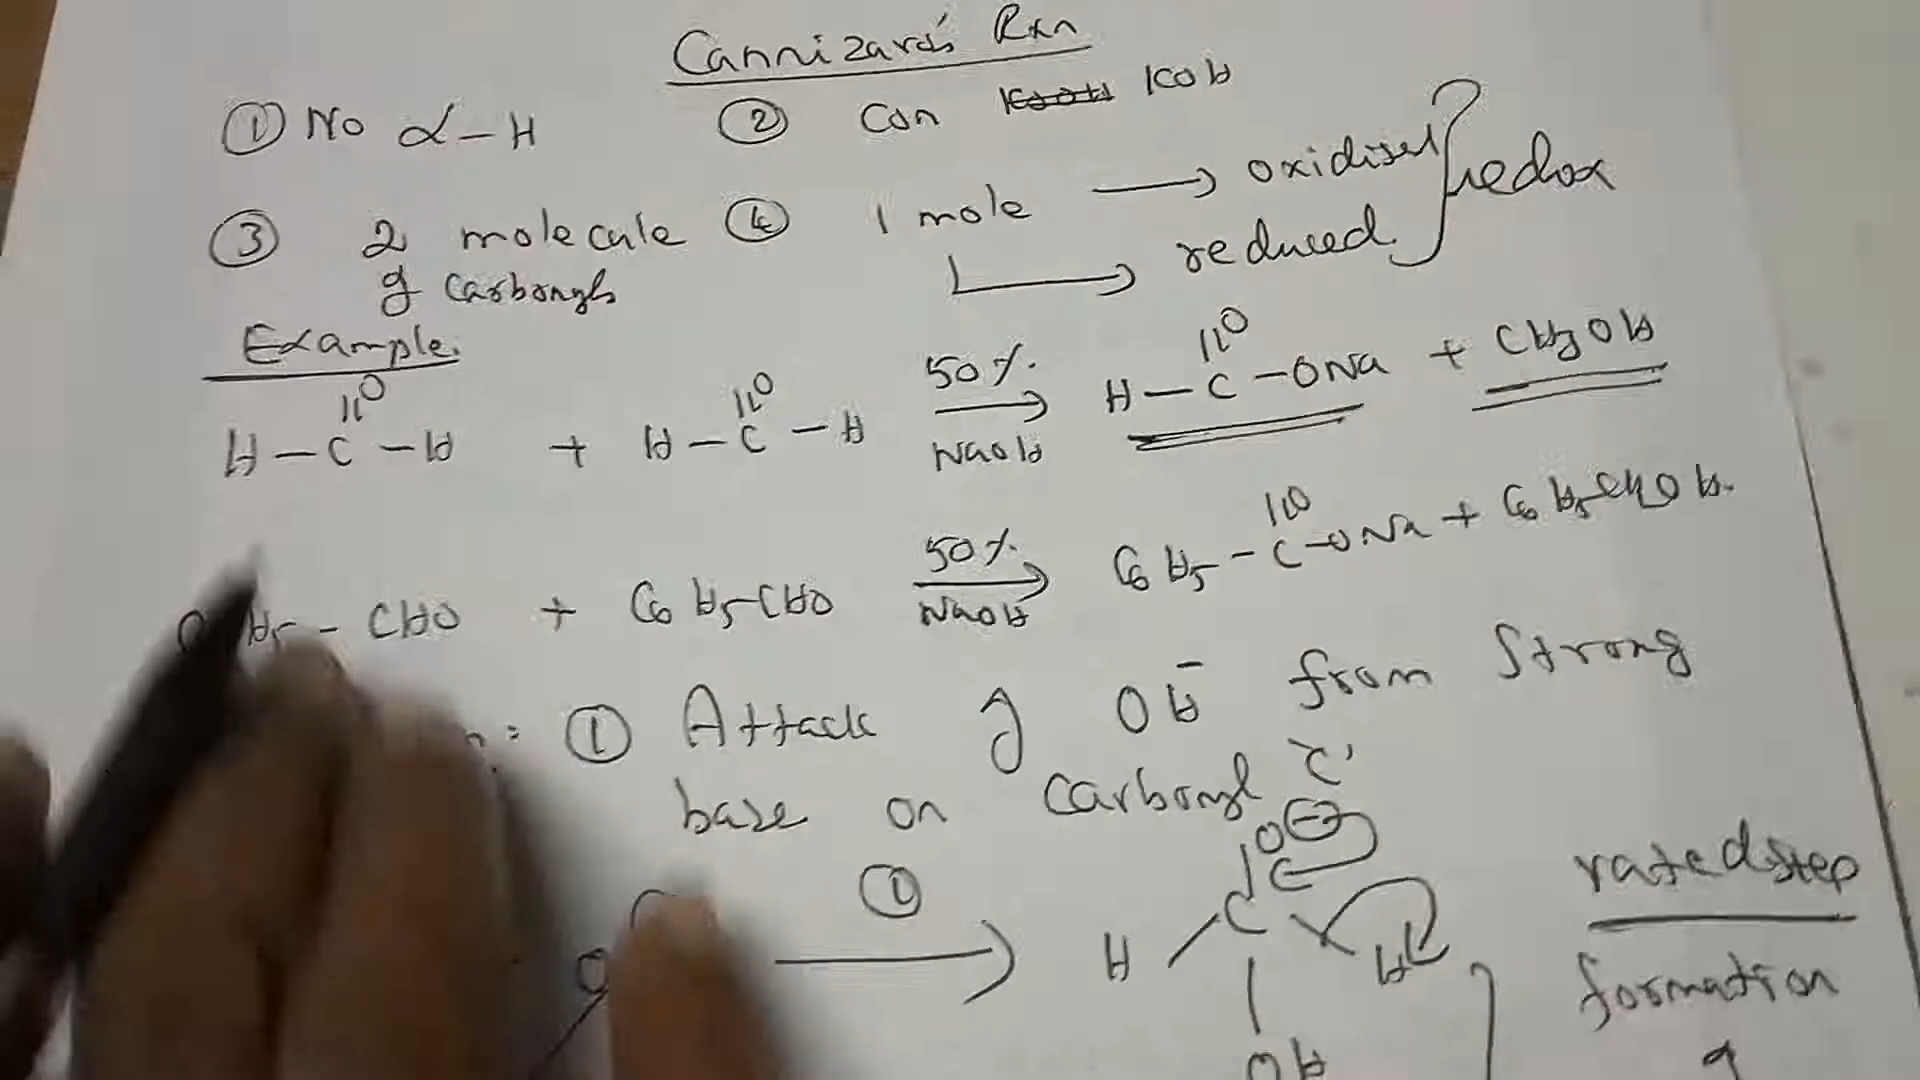 Cannizaro's Rxn
① No α-H ② Con KOH
③ 2 molecule of carbonyls
④ 1 mole → oxidised
→ reduced } redox
Example.
H-C(=O)-H + H-C(=O)-H 50% NaOH → H-C(=O)-ONa + CH3OH
H5-CHO + C6H5-CHO 50% NaOH → C6H5-C(=O)-ONa
① Attack of OH⁻ from strong
base on carbonyl 'C'
① →
O⊖
H C H
OH
rate d step
formation